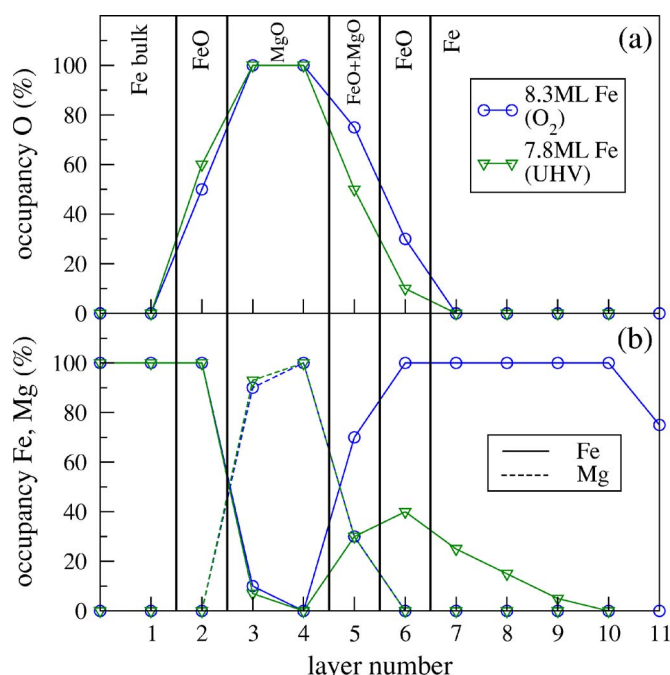 Fe bulk
FeO
MgO
FeO+MgO
FeO
Fe
(a)
100
80
60
40
20
0
occupancy O (%)
8.3ML Fe
(O2)
7.8ML Fe
(UHV)
(b)
100
80
60
40
20
0
occupancy Fe, Mg (%)
Fe
Mg
1 2 3 4 5 6 7 8 9 10 11
layer number